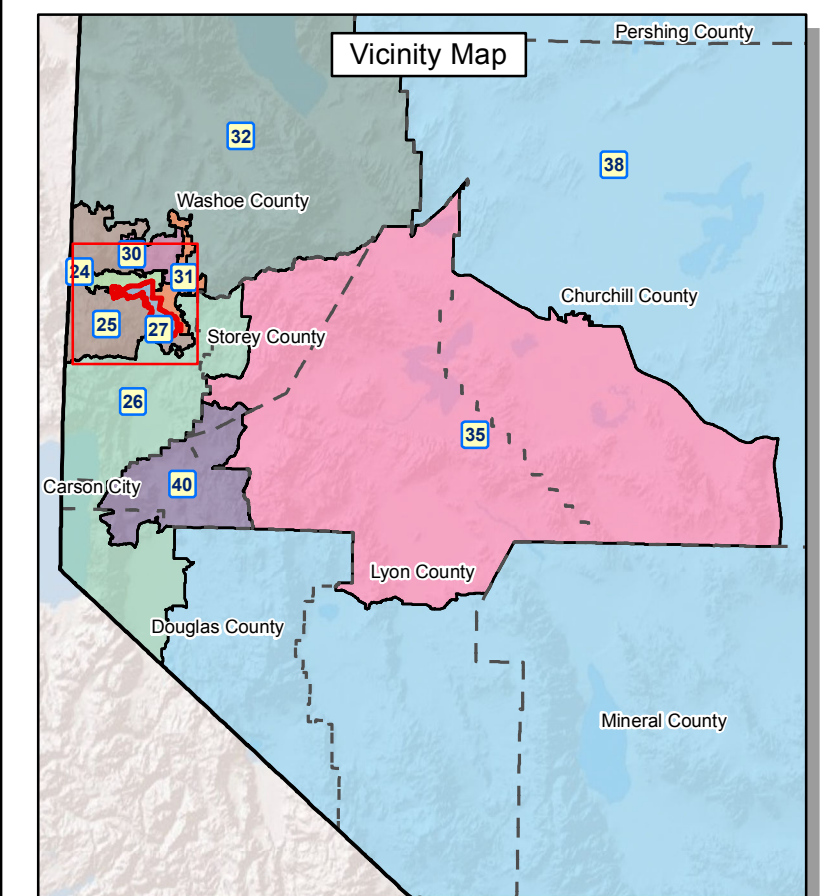 Pershing County
Vicinity Map
32
38
Washoe County
30
24
31
Churchill County
25
27
Storey County
26
35
Carson City
40
Lyon County
Douglas County
Mineral County